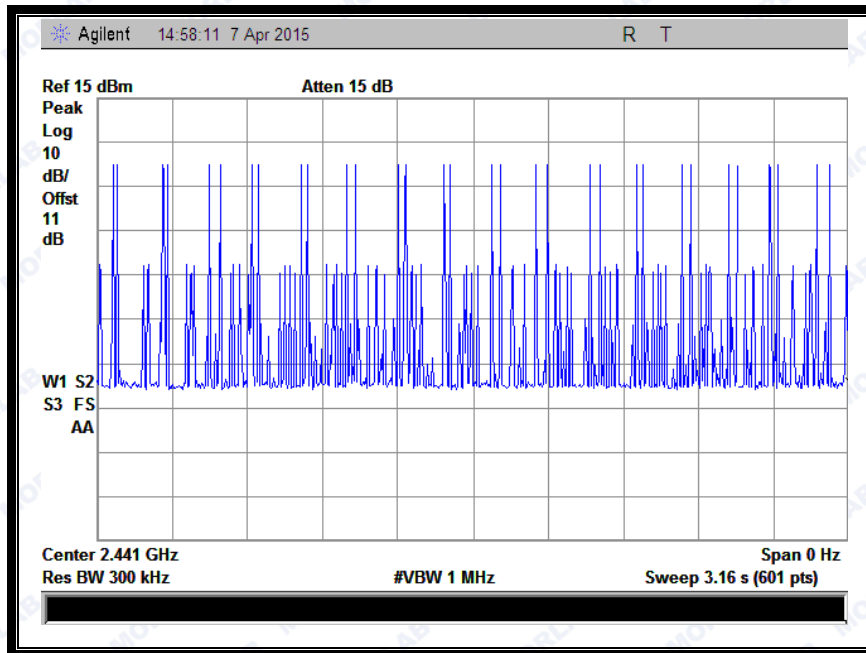 Agilent 14:58:11 7 Apr 2015 R T
Ref 15 dBm Atten 15 dB
Peak
Log
10
dB/
Offst
11
dB
W1 S2
S3 FS
AA
Center 2.441 GHz Span 0 Hz
Res BW 300 kHz #VBW 1 MHz Sweep 3.16 s (601 pts)